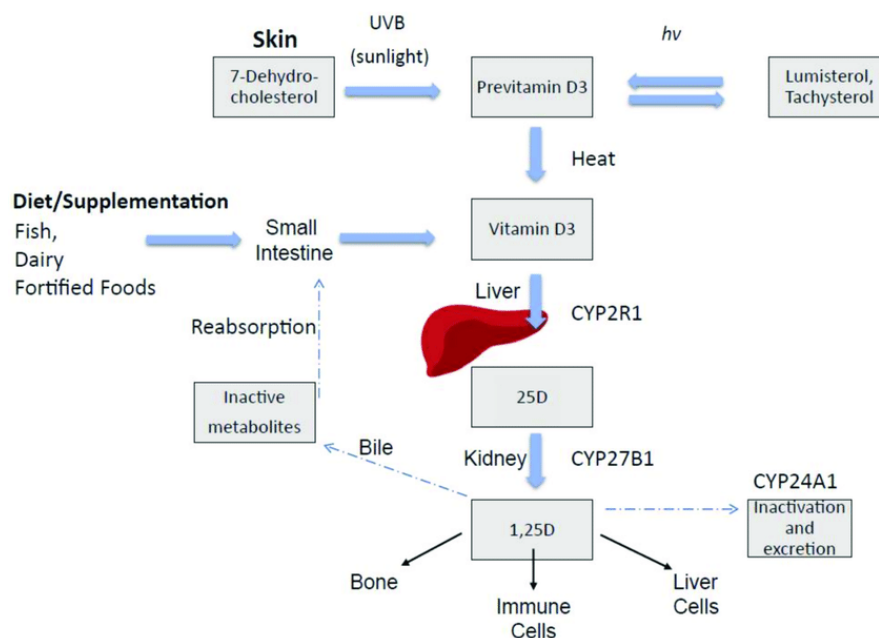 Skin
UVB
(sunlight)
hv
7-Dehydro-
cholesterol
Previtamin D3
Lumisterol,
Tachysterol
Heat
Diet/Supplementation
Fish,
Dairy
Fortified Foods
Small
Intestine
Vitamin D3
Liver
CYP2R1
Reabsorption
25D
Inactive
metabolites
Bile
Kidney
CYP27B1
CYP24A1
Inactivation
and
excretion
1,25D
Bone
Immune
Cells
Liver
Cells